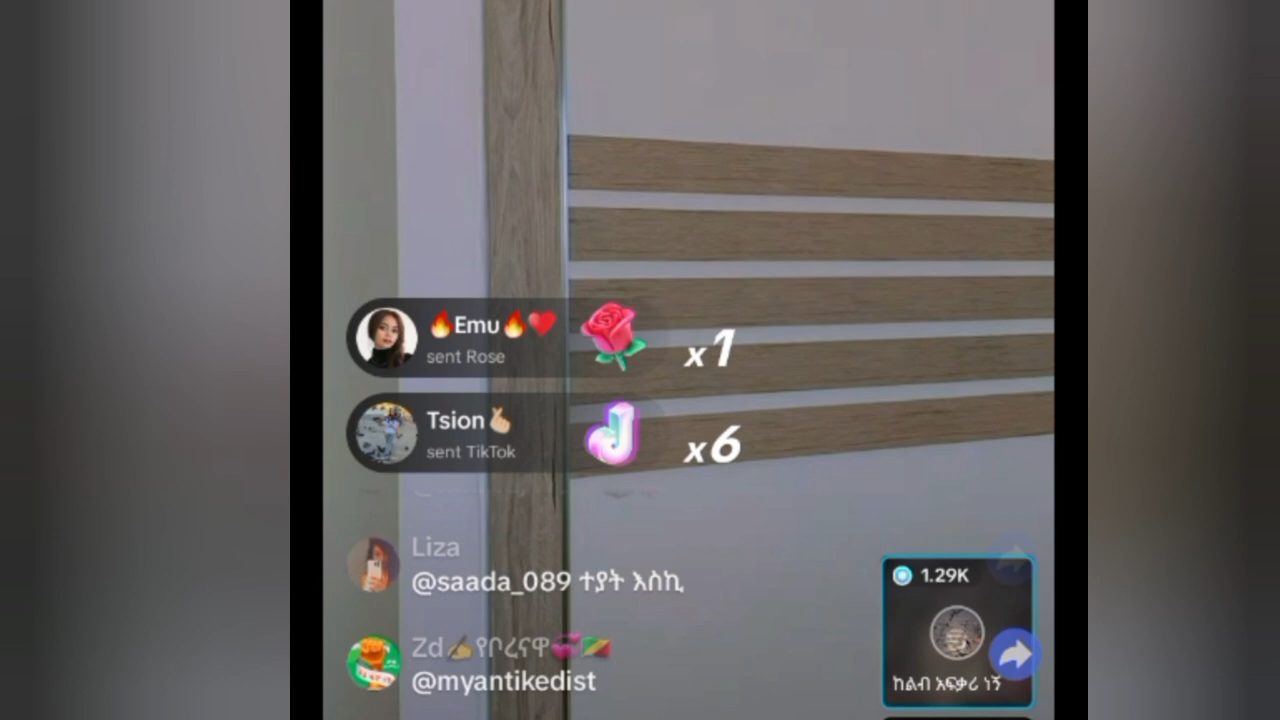 🔥Emu🔥❤️
sent Rose
x1
Tsion🫰🏻
sent TikTok
x6
Liza
@saada_089 ተያት እስኪ
Zd✍️የቦረናዋ💞🇨🇬
@myantikedist
1.29K
ከልብ አፍቃሪ ነኝ